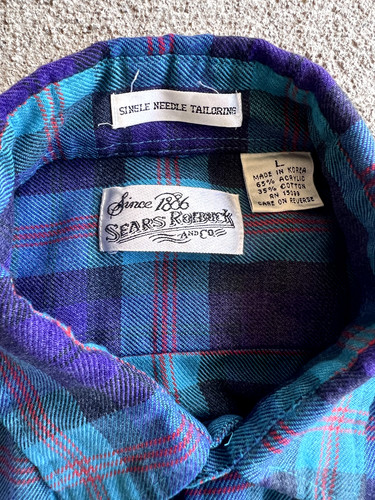 SINGLE NEEDLE TAILORING
L
MADE IN KOREA
65% ACRYLIC
35% COTTON
RN
CARE ON REVERSE
Since 1886
SEARS ROEBUCK
AND CO